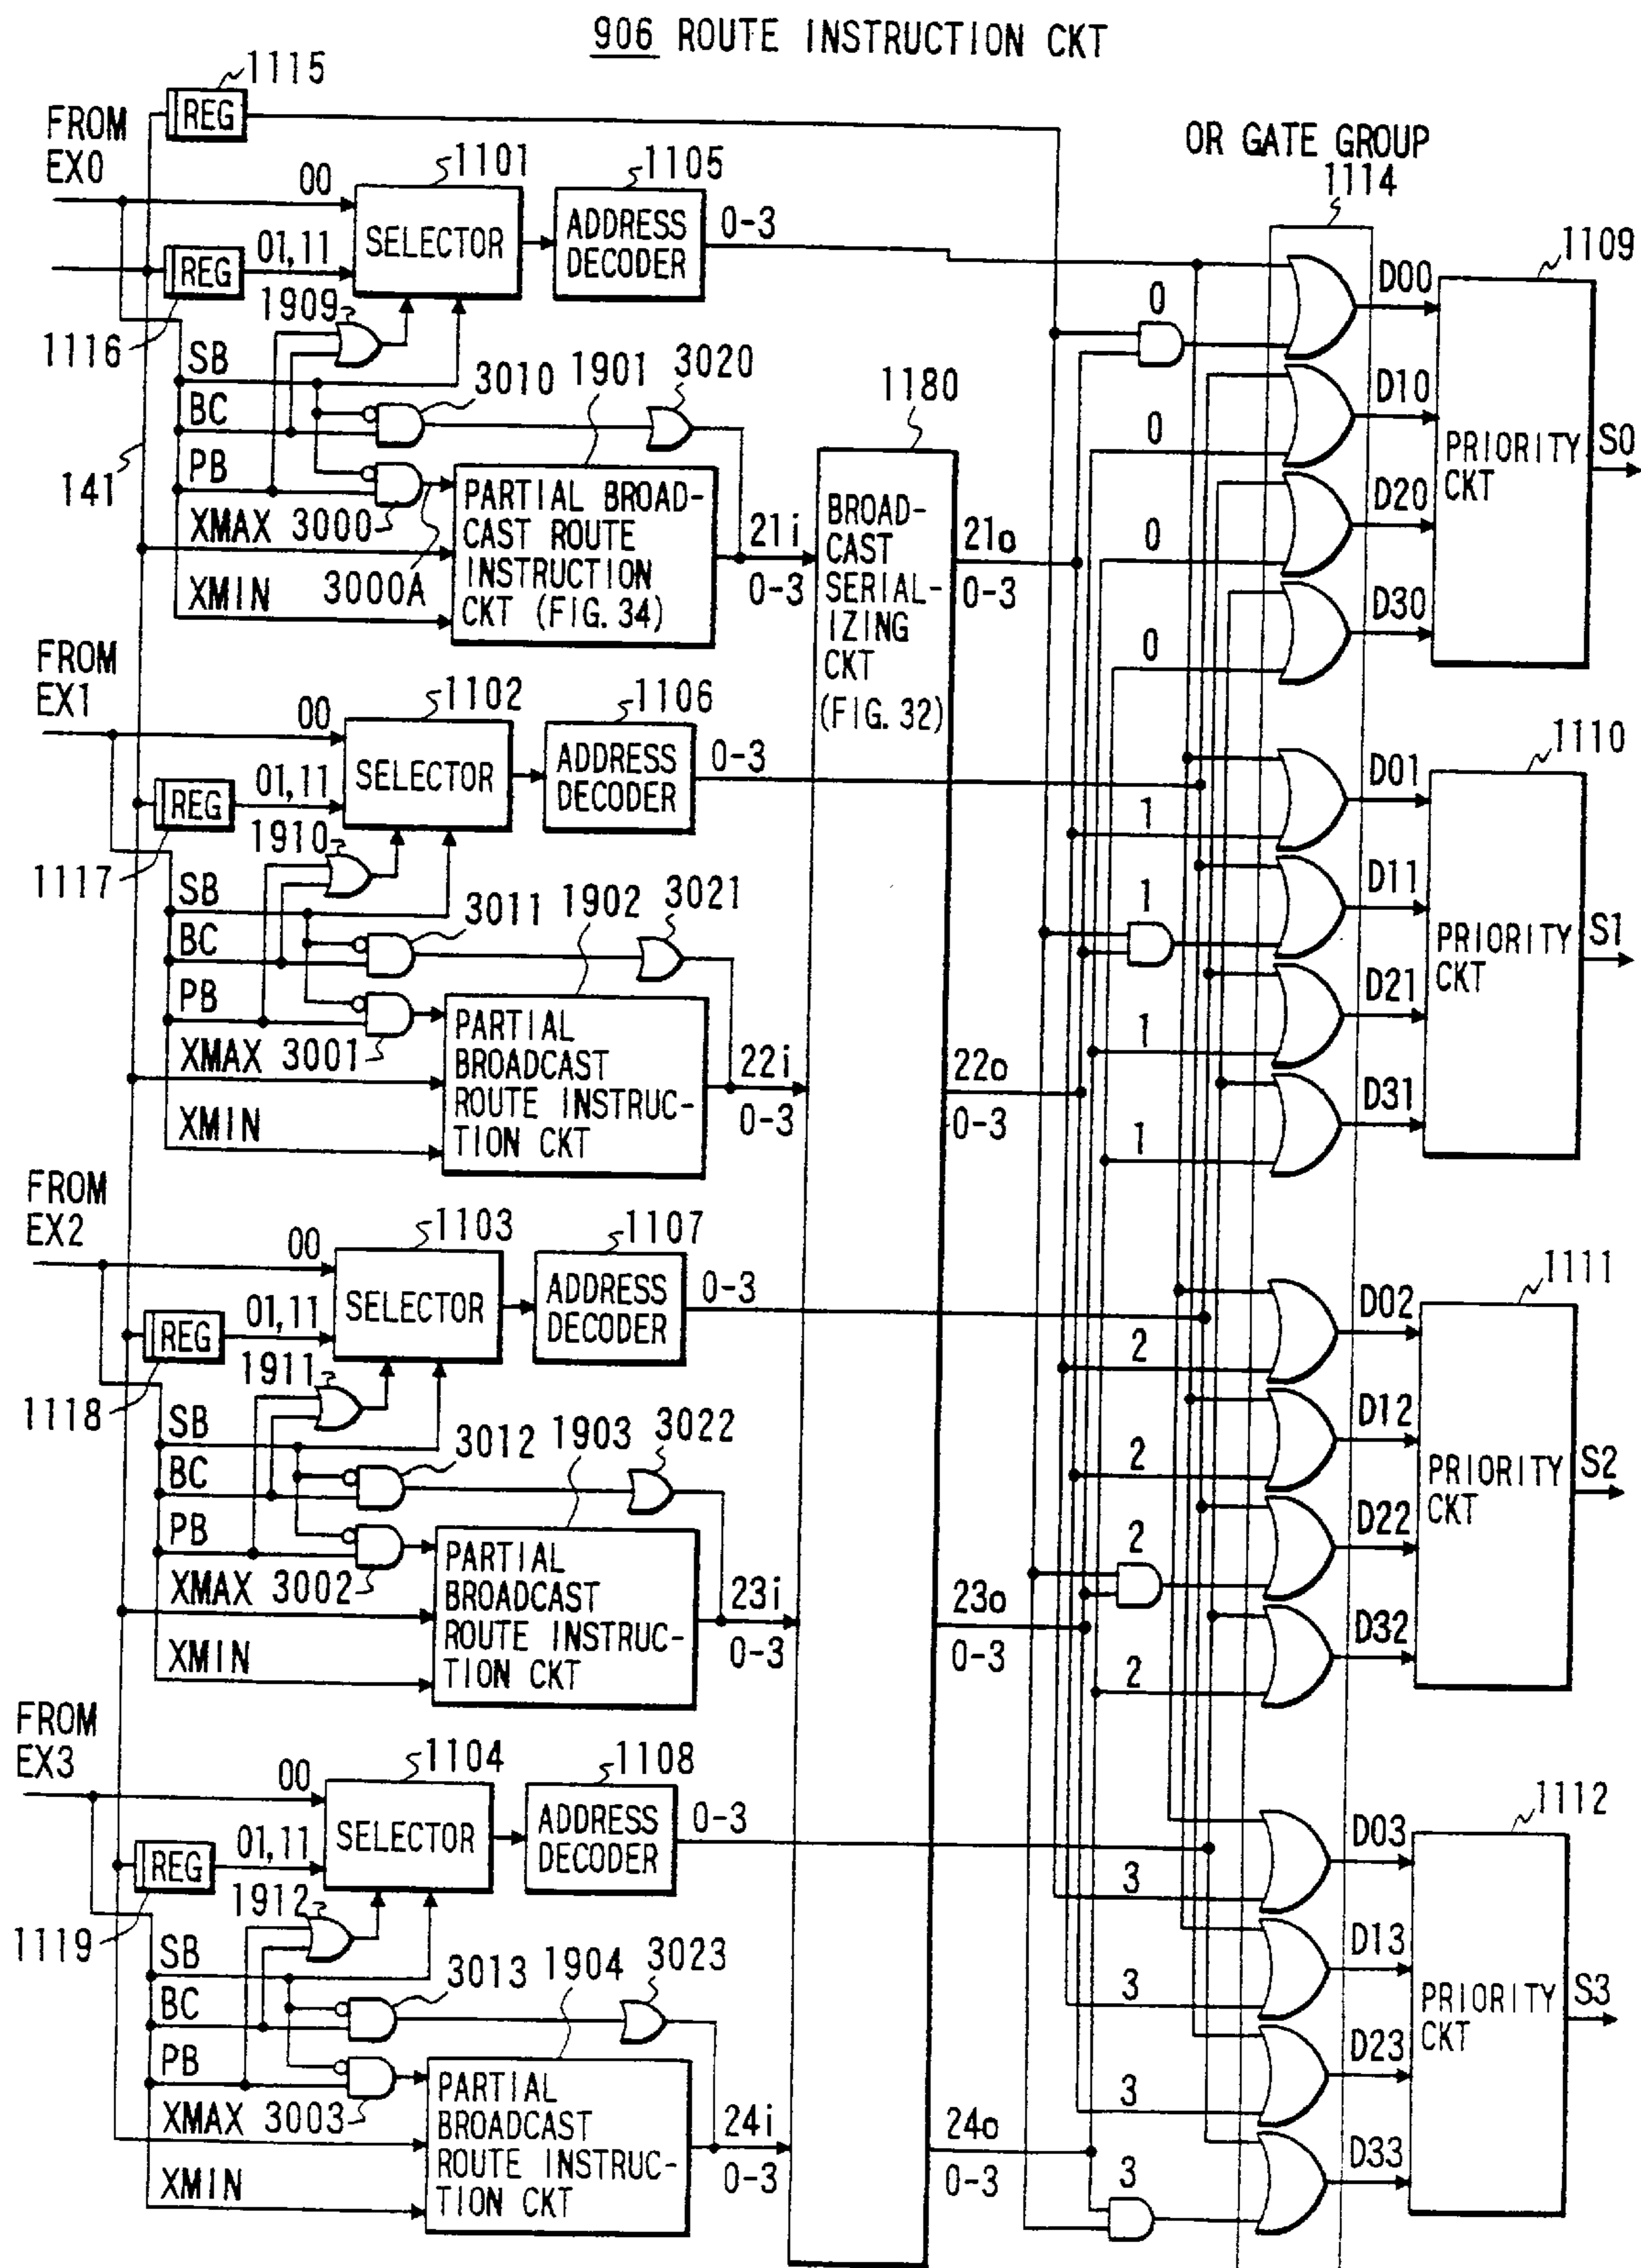 906 ROUTE INSTRUCTION CKT
1115
REG
FROM
EX0
OR GATE GROUP
1114
00
1101
SELECTOR
1105
ADDRESS
DECODER
0-3
1109
REG
01,11
1116
1909
141
SB
BC
PB
XMAX 3000
XMIN
3000A
3010
1901
3020
PARTIAL BROAD-
CAST ROUTE
INSTRUCTION
CKT (FIG. 34)
21i
0-3
1180
BROAD-
CAST
SERIAL-
IZING
CKT
(FIG. 32)
21o
0-3
0
0
0
0
D00
D10
D20
D30
PRIORITY
CKT
S0
FROM
EX1
00
1102
SELECTOR
1106
ADDRESS
DECODER
0-3
1110
REG
01,11
1117
1910
SB
BC
PB
XMAX 3001
XMIN
3011
1902
3021
PARTIAL
BROADCAST
ROUTE INSTRUC-
TION CKT
22i
0-3
22o
0-3
1
1
1
1
D01
D11
D21
D31
PRIORITY
CKT
S1
FROM
EX2
00
1103
SELECTOR
1107
ADDRESS
DECODER
0-3
1111
REG
01,11
1118
1911
SB
BC
PB
XMAX 3002
XMIN
3012
1903
3022
PARTIAL
BROADCAST
ROUTE INSTRUC-
TION CKT
23i
0-3
23o
0-3
2
2
2
2
D02
D12
D22
D32
PRIORITY
CKT
S2
FROM
EX3
00
1104
SELECTOR
1108
ADDRESS
DECODER
0-3
1112
REG
01,11
1119
1912
SB
BC
PB
XMAX 3003
XMIN
3013
1904
3023
PARTIAL
BROADCAST
ROUTE INSTRUC-
TION CKT
24i
0-3
24o
0-3
3
3
3
3
D03
D13
D23
D33
PRIORITY
CKT
S3